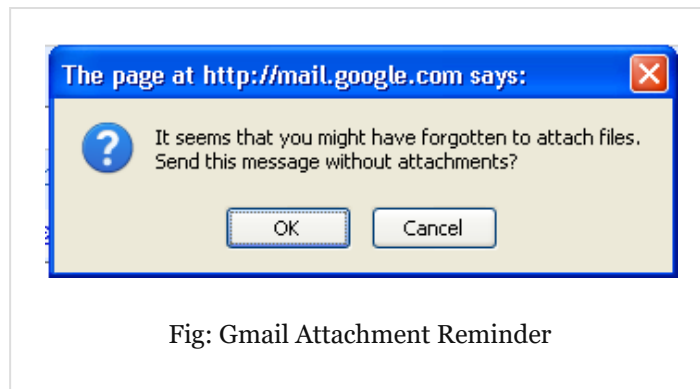 The page at http://mail.google.com says:
It seems that you might have forgotten to attach files.
Send this message without attachments?
OK
Cancel
Fig: Gmail Attachment Reminder